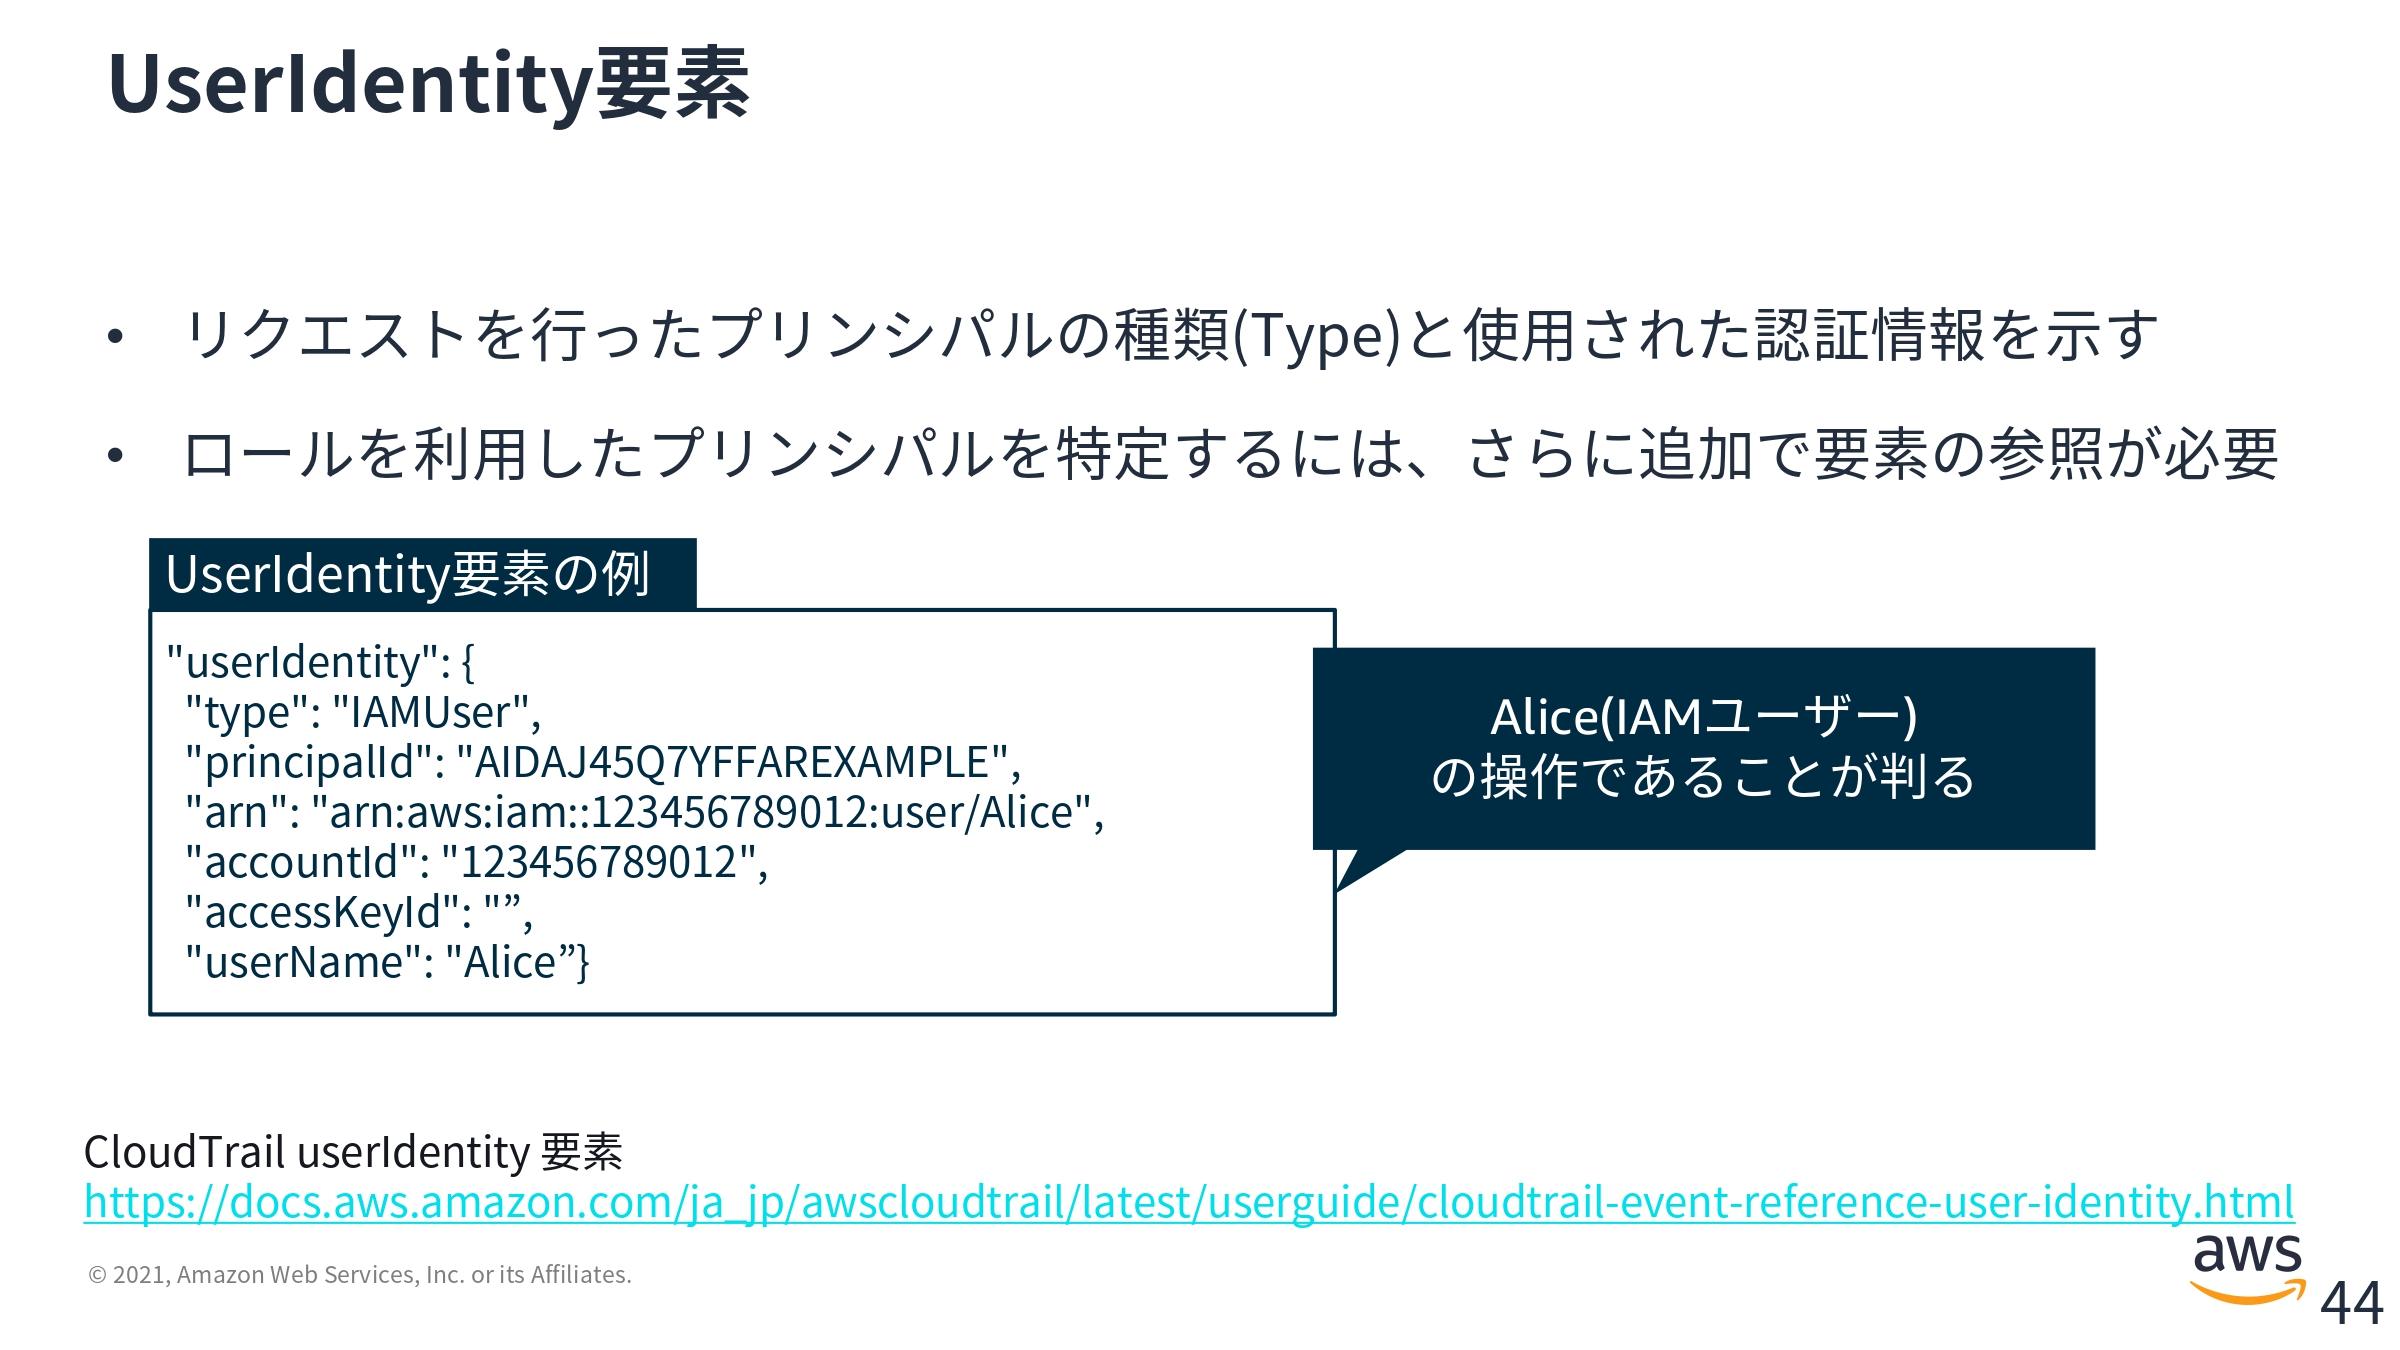 UserIdentity要素
• リクエストを行ったプリンシパルの種類(Type)と使用された認証情報を示す
• ロールを利用したプリンシパルを特定するには、さらに追加で要素の参照が必要
UserIdentity要素の例
"userIdentity": {
"type": "IAMUser",
"principalId": "AIDAJ45Q7YFFAREXAMPLE",
"arn": "arn:aws:iam::123456789012:user/Alice",
"accountId": "123456789012",
"accessKeyId": "”,
"userName": "Alice”}
Alice(IAMユーザー)
の操作であることが判る
CloudTrail userIdentity 要素
https://docs.aws.amazon.com/ja_jp/awscloudtrail/latest/userguide/cloudtrail-event-reference-user-identity.html
© 2021, Amazon Web Services, Inc. or its Affiliates.
aws
44